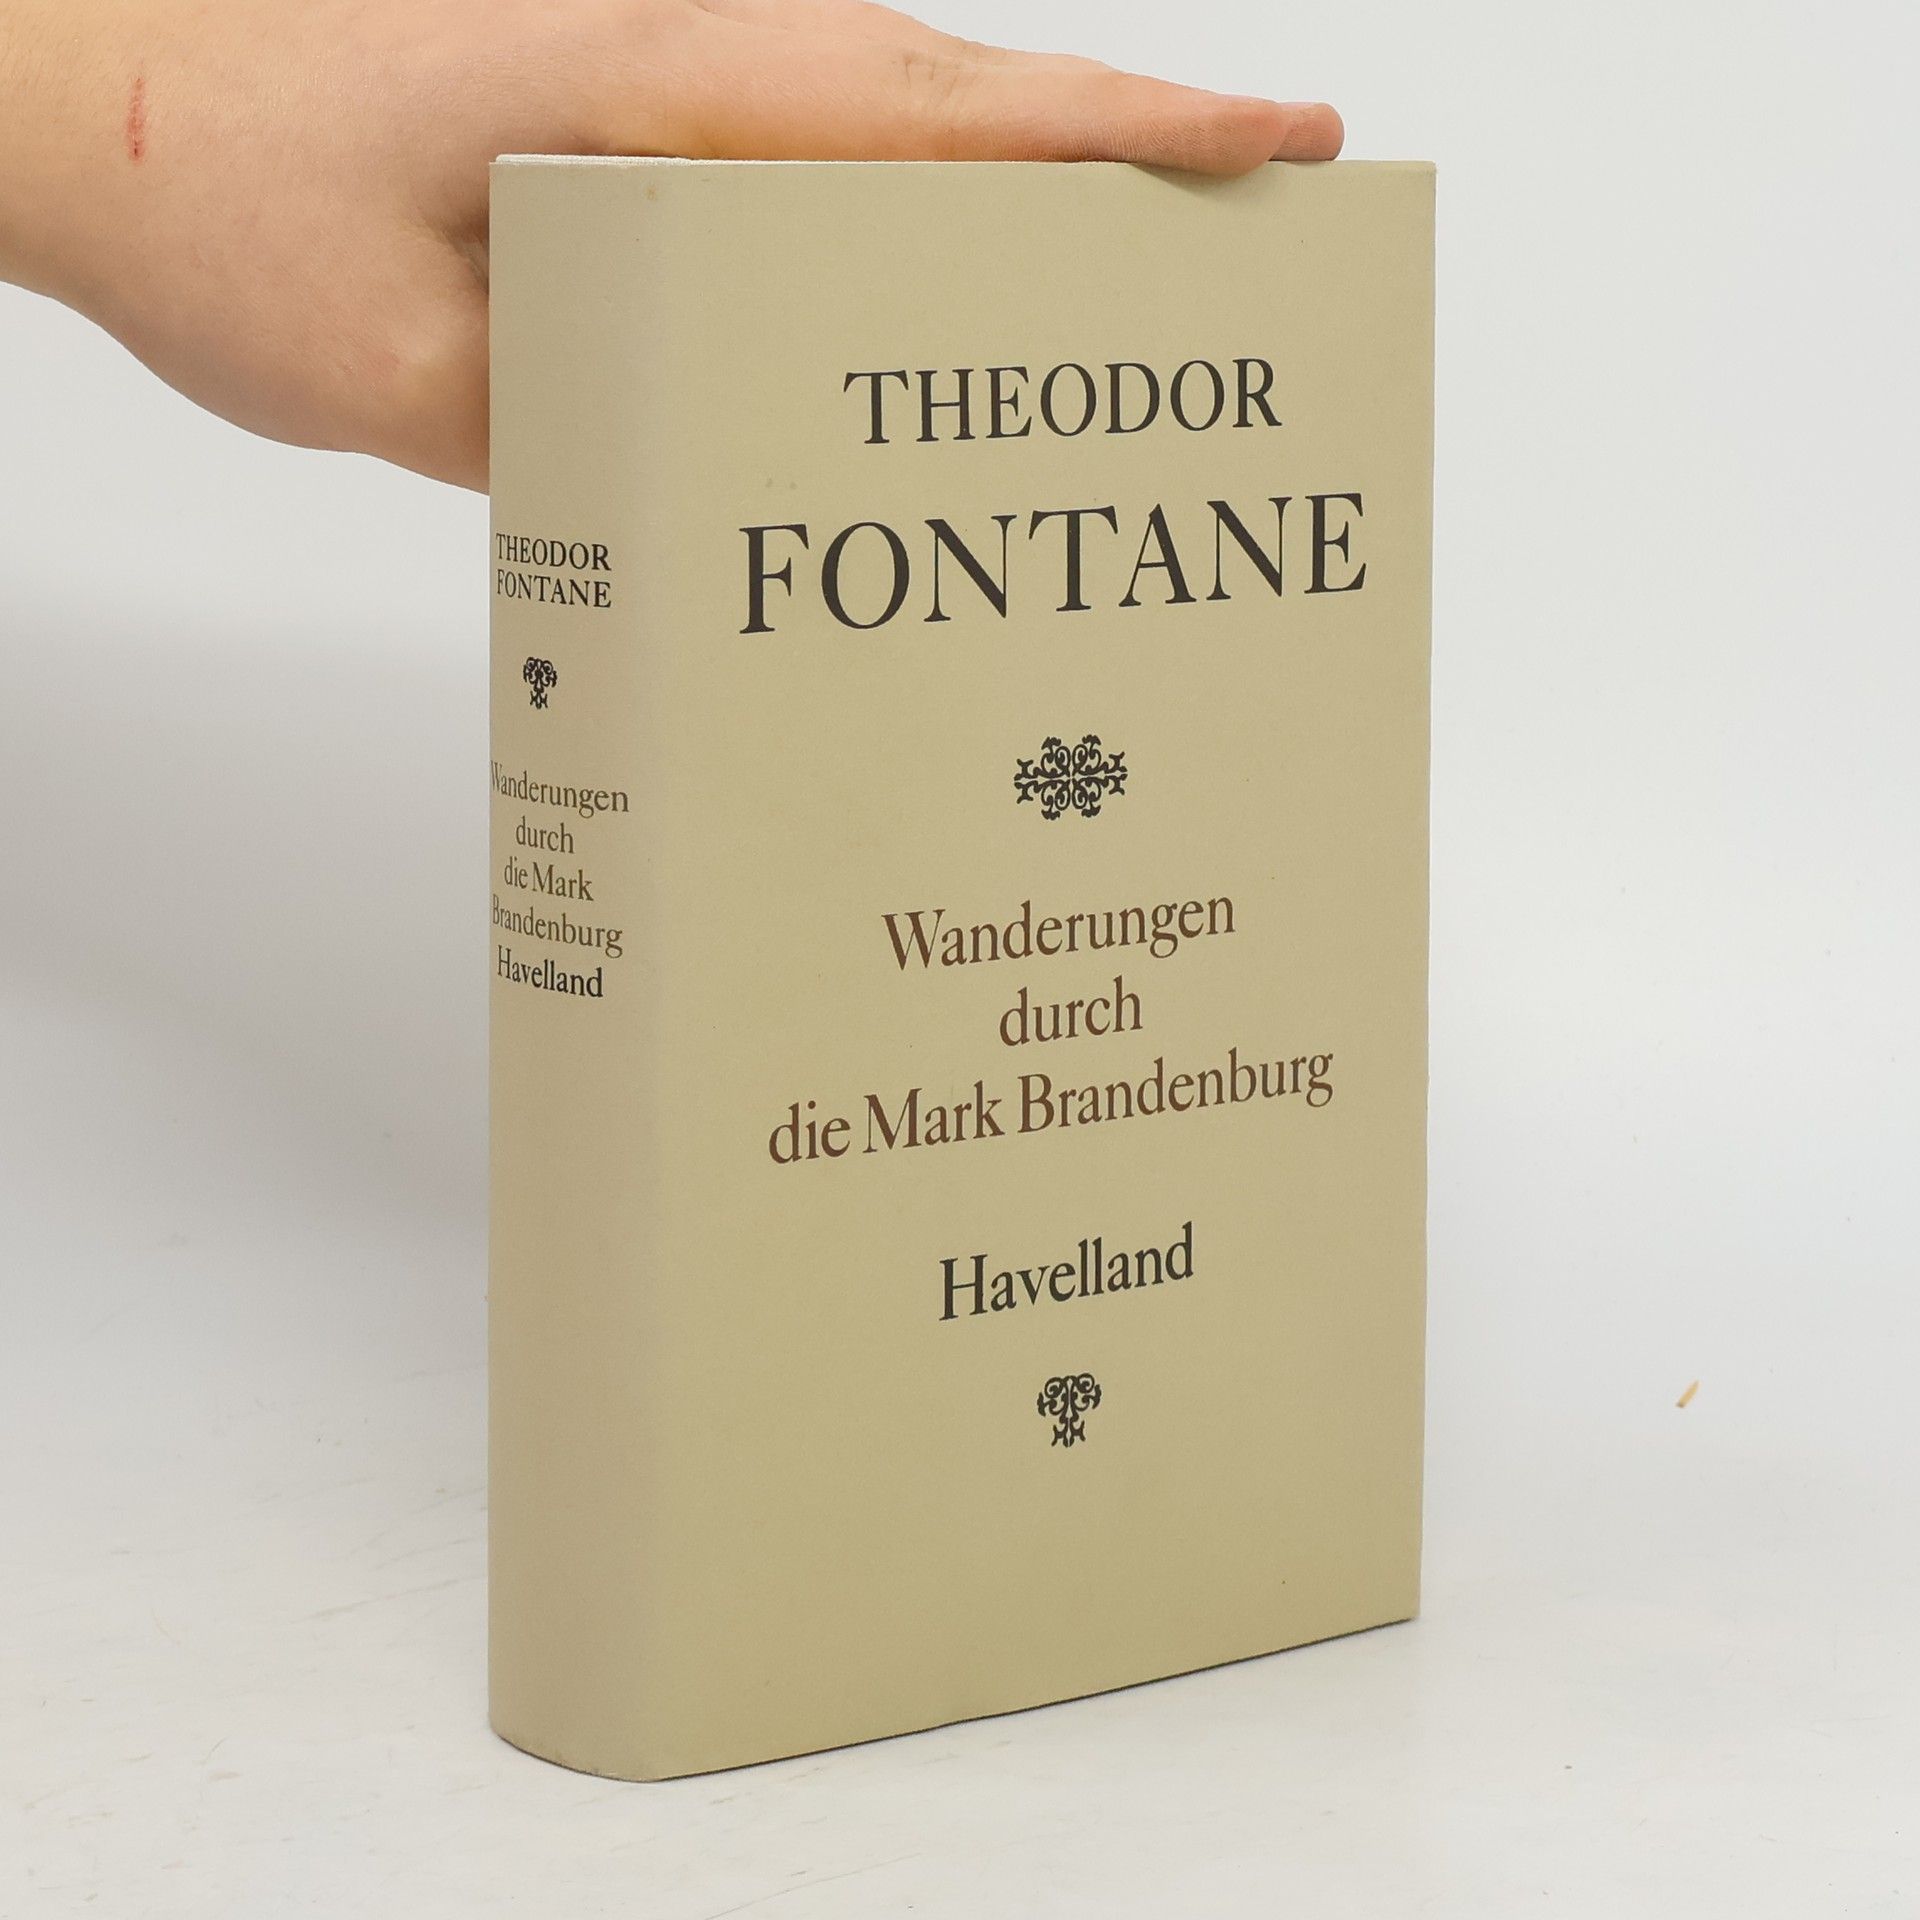 THEODOR
FONTANE
Wanderungen
durch
die Mark
Brandenburg
Havelland
THEODOR
FONTANE
Wanderungen
durch
die Mark Brandenburg
Havelland